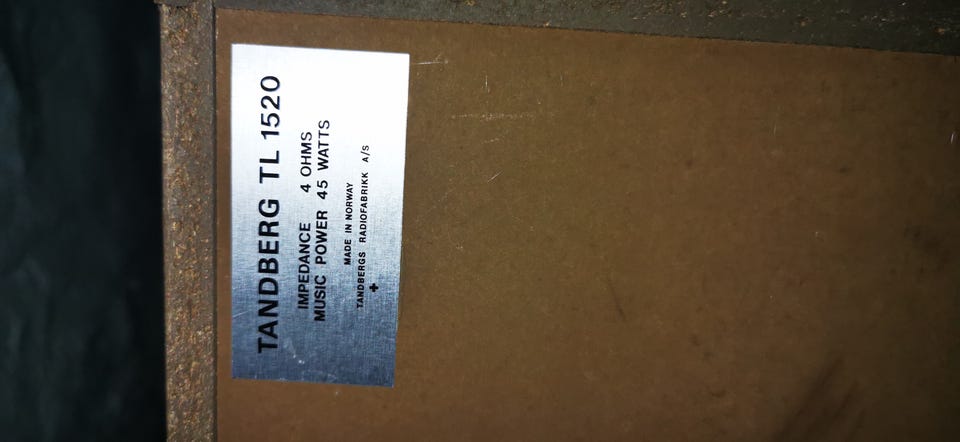 TANDBERG TL 1520
IMPEDANCE 4 OHMS
MUSIC POWER 45 WATTS
MADE IN NORWAY
TANDBERGS RADIOFABRIKK A/S